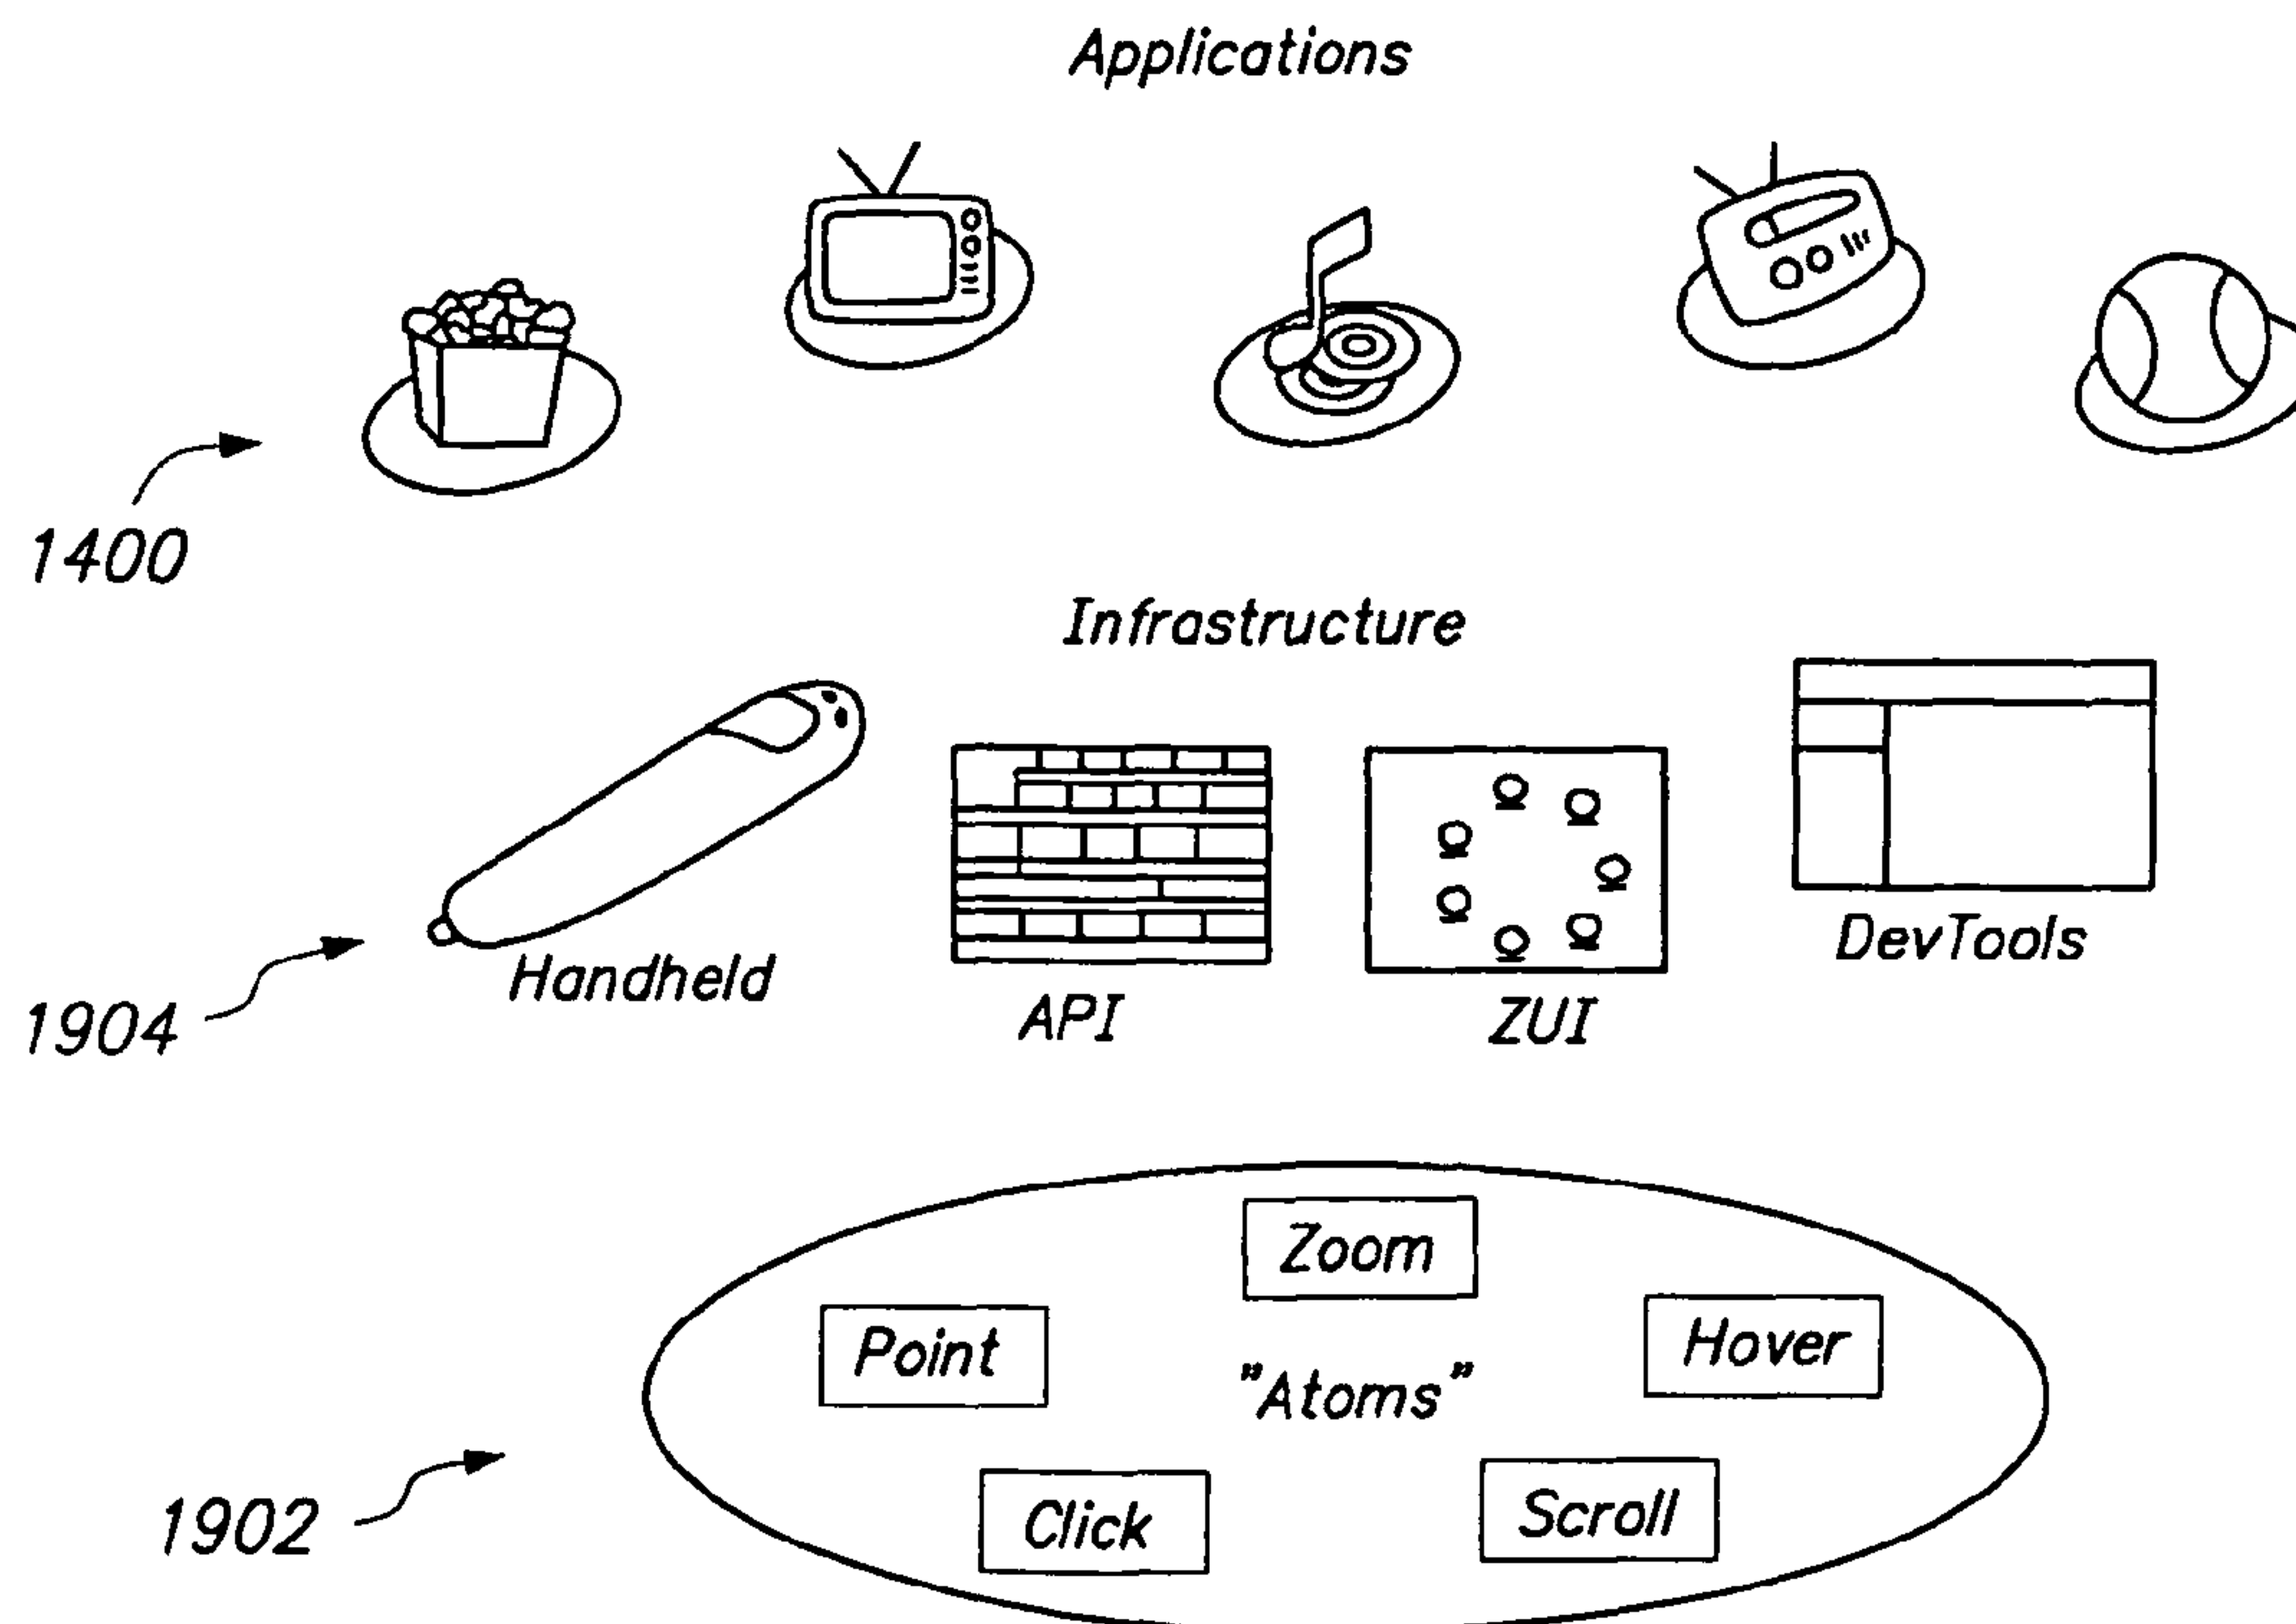 Applications
1400
Infrastructure
Handheld
API
ZUI
DevTools
1904
Zoom
Point
Hover
"Atoms"
Click
Scroll
1902